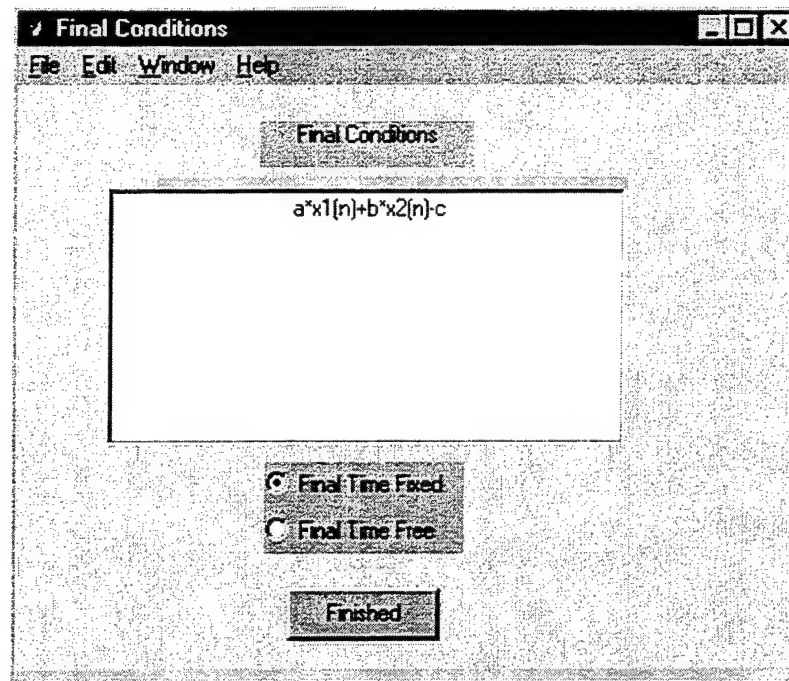 Final Conditions
File Edit Window Help
Final Conditions
a*x1(n)+b*x2(n)-c
Final Time Fixed
Final Time Free
Finished